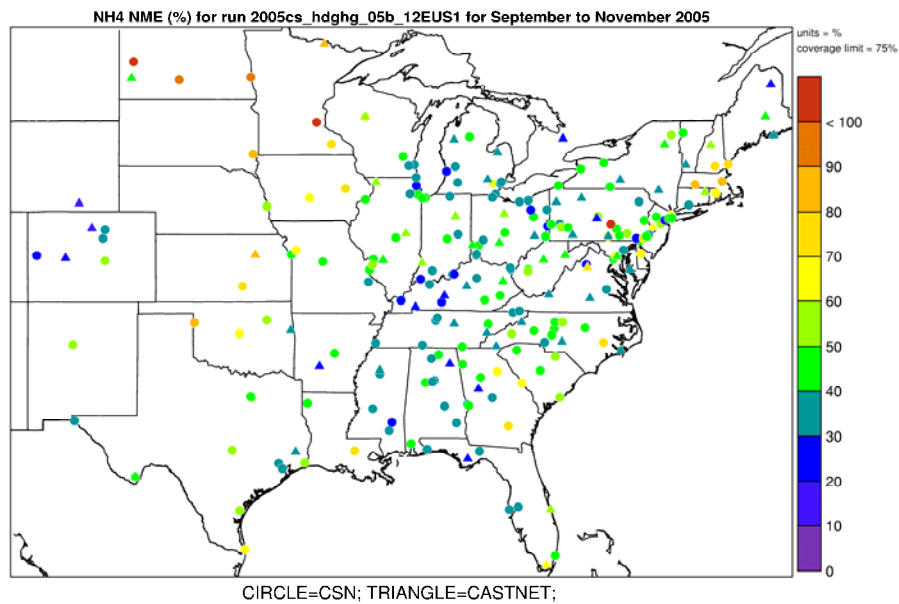 NH4 NME (%) for run 2005cs_hdghg_05b_12EUS1 for September to November 2005
units = %
coverage limit = 75%
< 100
90
80
70
60
50
40
30
20
10
0
CIRCLE=CSN; TRIANGLE=CASTNET;